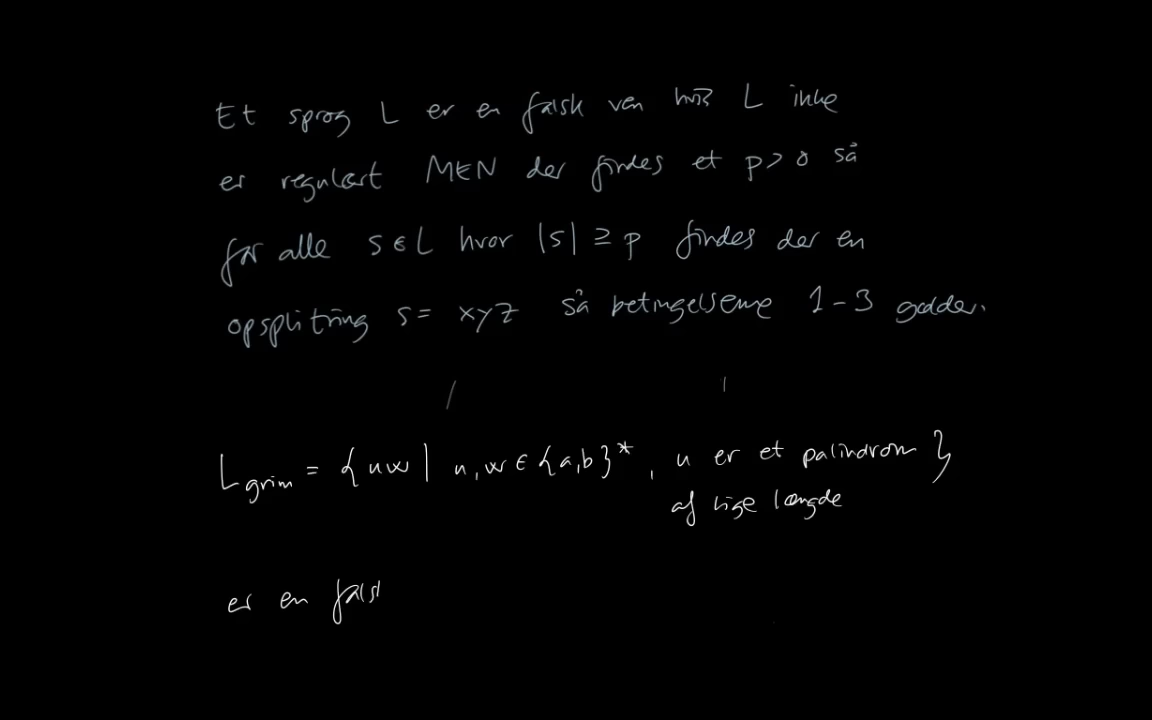 Et sprog L er en falsk ven hvis L ikke
er regulært MEN der findes et p > 0 så
for alle s ∈ L hvor |s| ≥ p findes der en
opsplitning s = xyz så betingelserne 1-3 gælder.
L_grim = {uw | u, w ∈ {a,b}*, u er et palindrom}
af lige længde
er en fals